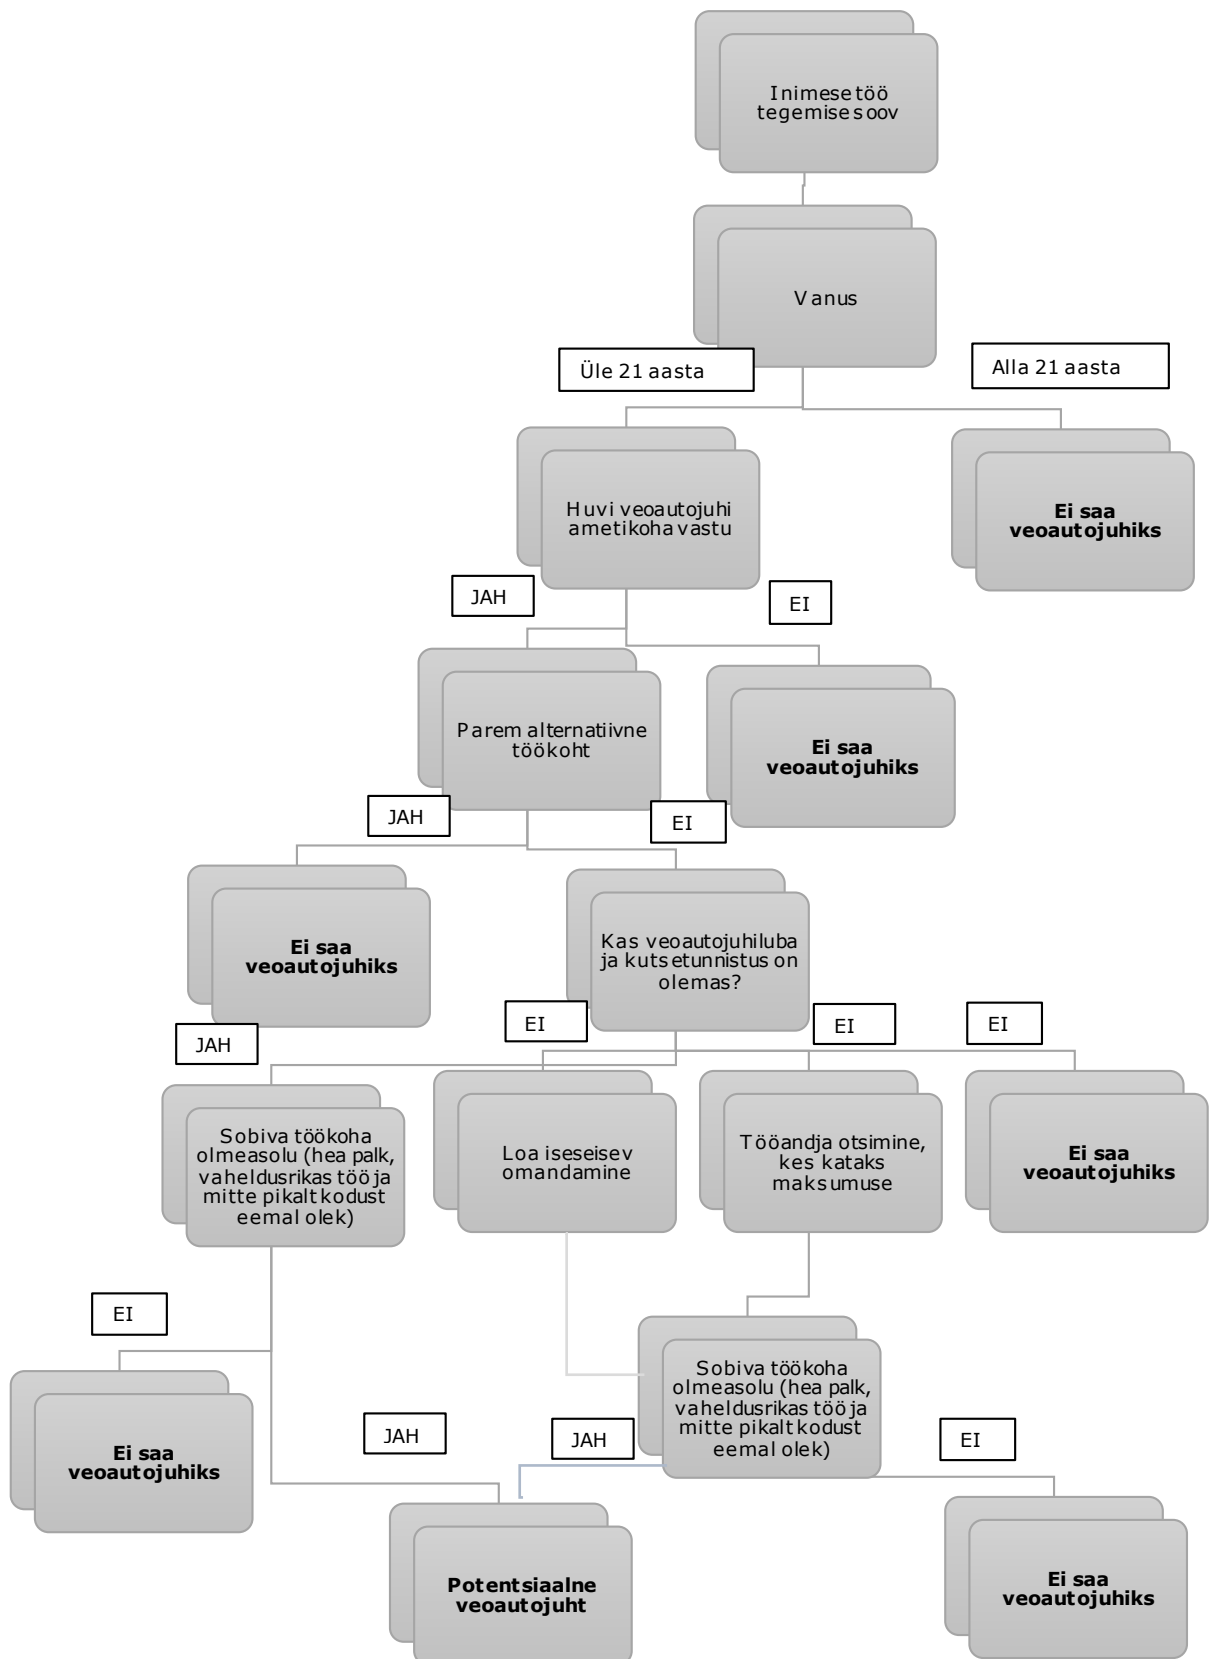 Inimese töö
tegemise soov
Vanus
Üle 21 aasta
Alla 21 aasta
Huvi veoautojuhi
ametikoha vastu
Ei saa
veoautojuhiks
JAH
EI
Parem alternatiivne
töökoht
Ei saa
veoautojuhiks
JAH
EI
Ei saa
veoautojuhiks
Kas veoautojuhiluba
ja kutsetunnistus on
olemas?
JAH
EI
EI
EI
Sobiva töökoha
olmeasolu (hea palk,
vaheldusrikas töö ja
mitte pikalt kodust
eemal olek)
Loa iseseisev
omandamine
Tööandja otsimine,
kes kataks
maksumuse
Ei saa
veoautojuhiks
EI
Sobiva töökoha
olmeasolu (hea palk,
vaheldusrikas töö ja
mitte pikalt kodust
eemal olek)
JAH
JAH
EI
Ei saa
veoautojuhiks
Potentsiaalne
veoautojuht
Ei saa
veoautojuhiks